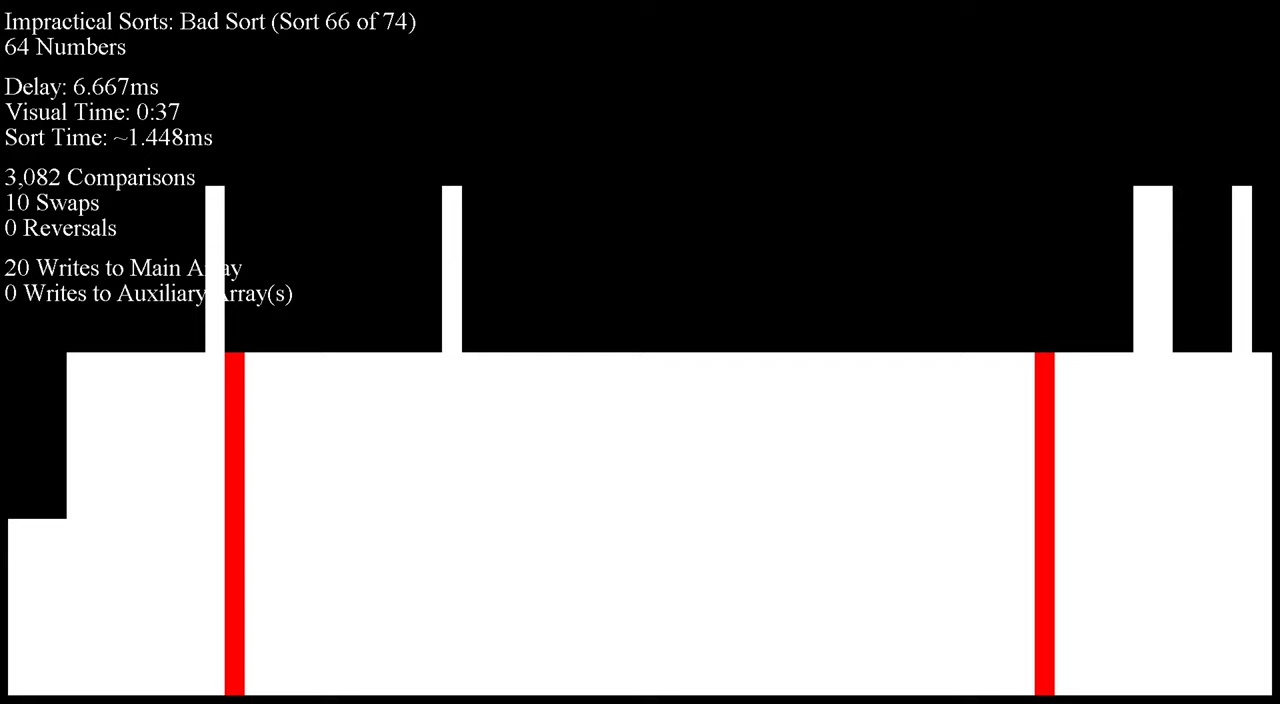 Impractical Sorts: Bad Sort (Sort 66 of 74)
64 Numbers
Delay: 6.667ms
Visual Time: 0:37
Sort Time: ~1.448ms
3,082 Comparisons
10 Swaps
0 Reversals
20 Writes to Main Array
0 Writes to Auxiliary Array(s)